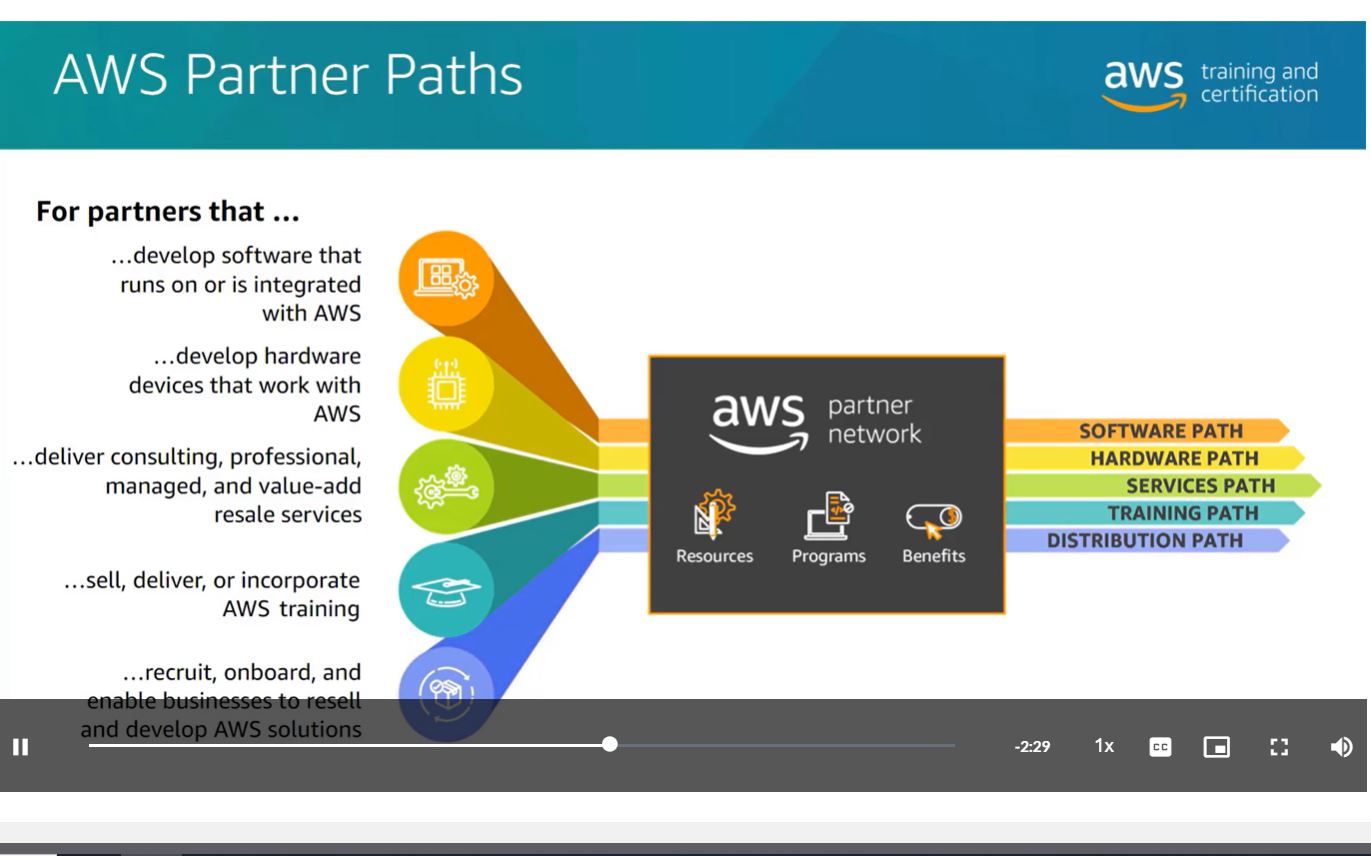 AWS Partner Paths
aws training and
certification
For partners that ...
...develop software that
runs on or is integrated
with AWS
...develop hardware
devices that work with
AWS
...deliver consulting, professional,
managed, and value-add
resale services
...sell, deliver, or incorporate
AWS training
...recruit, onboard, and
enable businesses to resell
and develop AWS solutions
aws partner
network
Resources
Programs
Benefits
SOFTWARE PATH
HARDWARE PATH
SERVICES PATH
TRAINING PATH
DISTRIBUTION PATH
-2:29
1x
CC